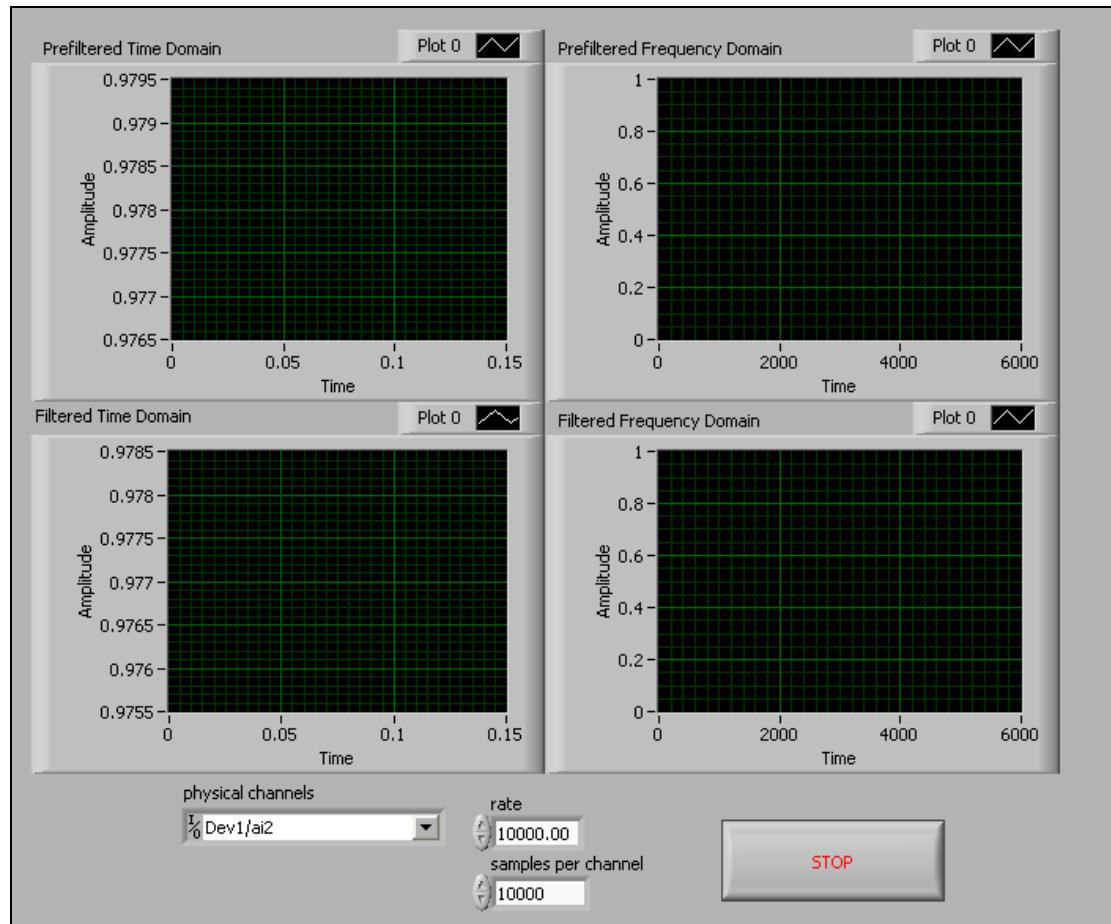 Prefiltered Time Domain
Plot 0
0.9795
0.979
0.9785
0.978
0.9775
0.977
0.9765
Amplitude
0
0.05
0.1
0.15
Time
Prefiltered Frequency Domain
Plot 0
1
0.8
0.6
0.4
0.2
0
Amplitude
0
2000
4000
6000
Time
Filtered Time Domain
Plot 0
0.9785
0.978
0.9775
0.977
0.9765
0.976
0.9755
Amplitude
0
0.05
0.1
0.15
Time
Filtered Frequency Domain
Plot 0
1
0.8
0.6
0.4
0.2
0
Amplitude
0
2000
4000
6000
Time
physical channels
I/0 Dev1/ai2
rate
10000.00
samples per channel
10000
STOP